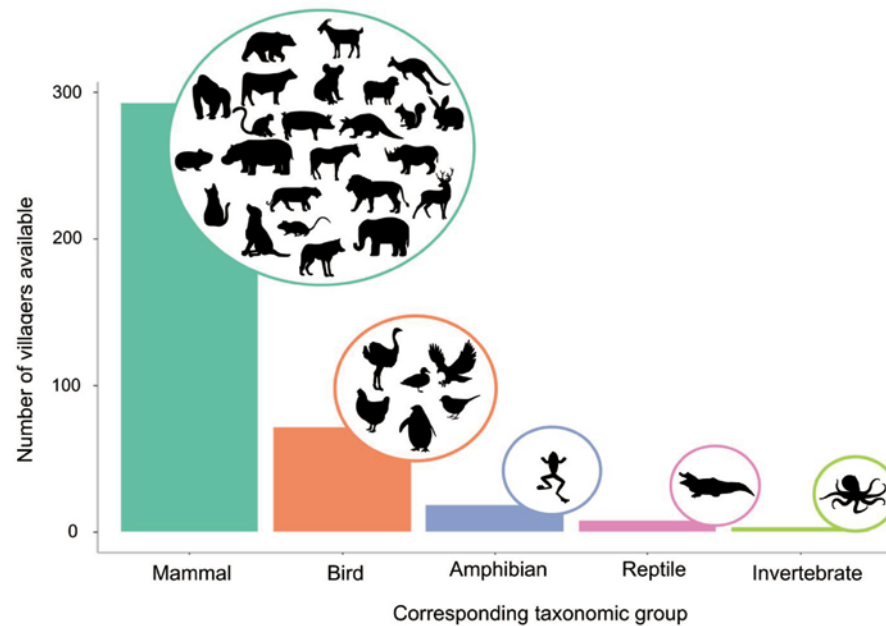 Number of villagers available
300
200
100
0
Mammal
Bird
Amphibian
Reptile
Invertebrate
Corresponding taxonomic group